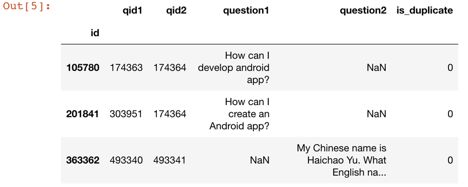 Out[5]:
qid1 qid2 question1 question2 is_duplicate
id
How can I
105780 174363 174364 develop android NaN 0
app?
How can I
201841 303951 174364 create an NaN 0
Android app?
My Chinese name is
363362 493340 493341 NaN Haichao Yu. What 0
English na...